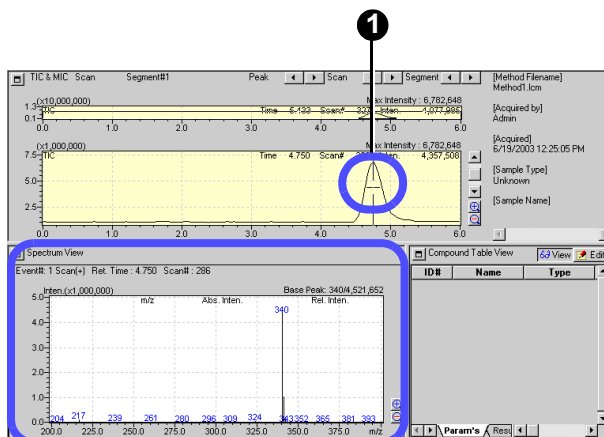 1
TIC & MIC Scan Segment#1 Peak Scan Segment
(x10,000,000) Max Intensity : 6,782,648
1.3 TIC Time 5.433 Scan# Inten. 4,077,986
0.1
0.0 1.0 2.0 3.0 4.0 5.0 6.0
(x1,000,000) Max Intensity : 6,782,648
7.5 TIC Time 4.750 Scan# Inten. 4,357,508
5.0
2.5
0.0 1.0 2.0 3.0 4.0 5.0 6.0
[Method Filename]
Method1.lcm
[Acquired by]
Admin
[Acquired]
6/19/2003 12:25:05 PM
[Sample Type]
Unknown
[Sample Name]
Spectrum View
Event#: 1 Scan(+) Ret. Time : 4.750 Scan# : 286
Inten.(x1,000,000) Base Peak: 340/4,521,652
5.0 m/z Abs. Inten. Rel. Inten.
340
4.0
3.0
2.0
1.0
0.0 204 217 239 261 280 296 309 324 343 352 365 381 393
200.0 225.0 250.0 275.0 300.0 325.0 350.0 375.0 m/z
Compound Table View View Edit
ID# Name Type
Param's Resu